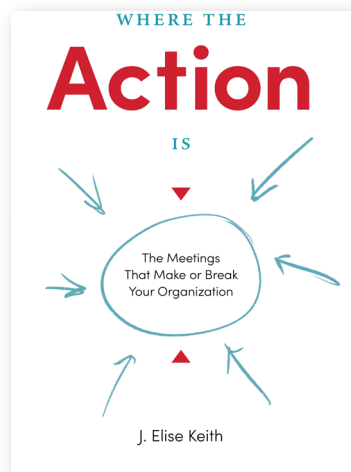 WHERE THE
Action
IS
The Meetings
That Make or Break
Your Organization
J. Elise Keith